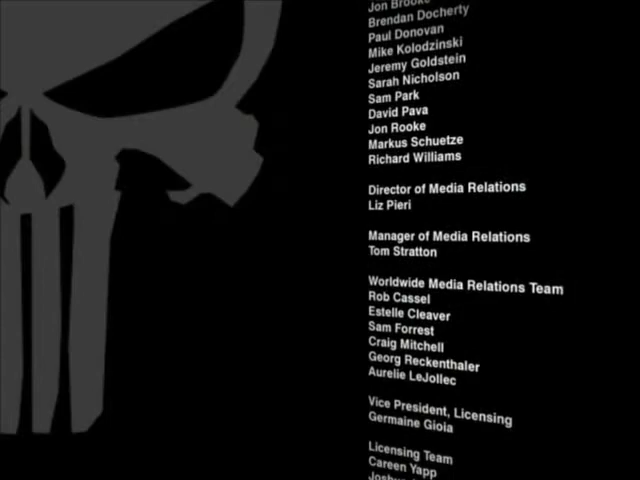 Jon Brooke
Brendan Docherty
Paul Donovan
Mike Kolodzinski
Jeremy Goldstein
Sarah Nicholson
Sam Park
David Pava
Jon Rooke
Markus Schuetze
Richard Williams
Director of Media Relations
Liz Pieri
Manager of Media Relations
Tom Stratton
Worldwide Media Relations Team
Rob Cassel
Estelle Cleaver
Sam Forrest
Craig Mitchell
Georg Reckenthaler
Aurelie LeJollec
Vice President, Licensing
Germaine Gioia
Licensing Team
Careen Yapp